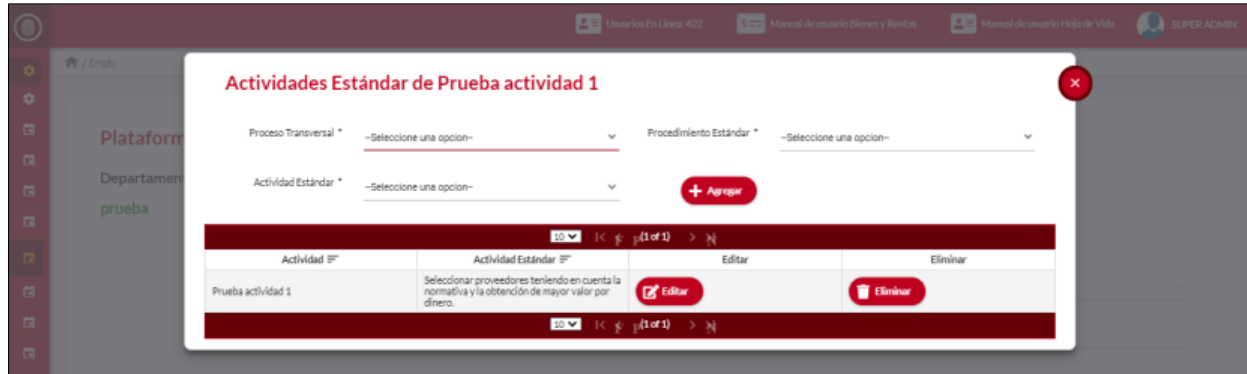 Usuarios En Linea: 422
Manual de usuario Bienes y Rentas
Manual de usuario Hoja de Vida
SUPER ADMIN
/ Empty
Actividades Estándar de Prueba actividad 1
×
Plataform
Proceso Transversal *
--Seleccione una opcion--
Procedimiento Estándar *
--Seleccione una opcion--
Departamen
Actividad Estándar *
--Seleccione una opcion--
Agregar
prueba
10
(1 of 1)
Actividad
Actividad Estándar
Editar
Eliminar
Prueba actividad 1
Seleccionar proveedores teniendo en cuenta la
normativa y la obtención de mayor valor por
dinero.
Editar
Eliminar
10
(1 of 1)